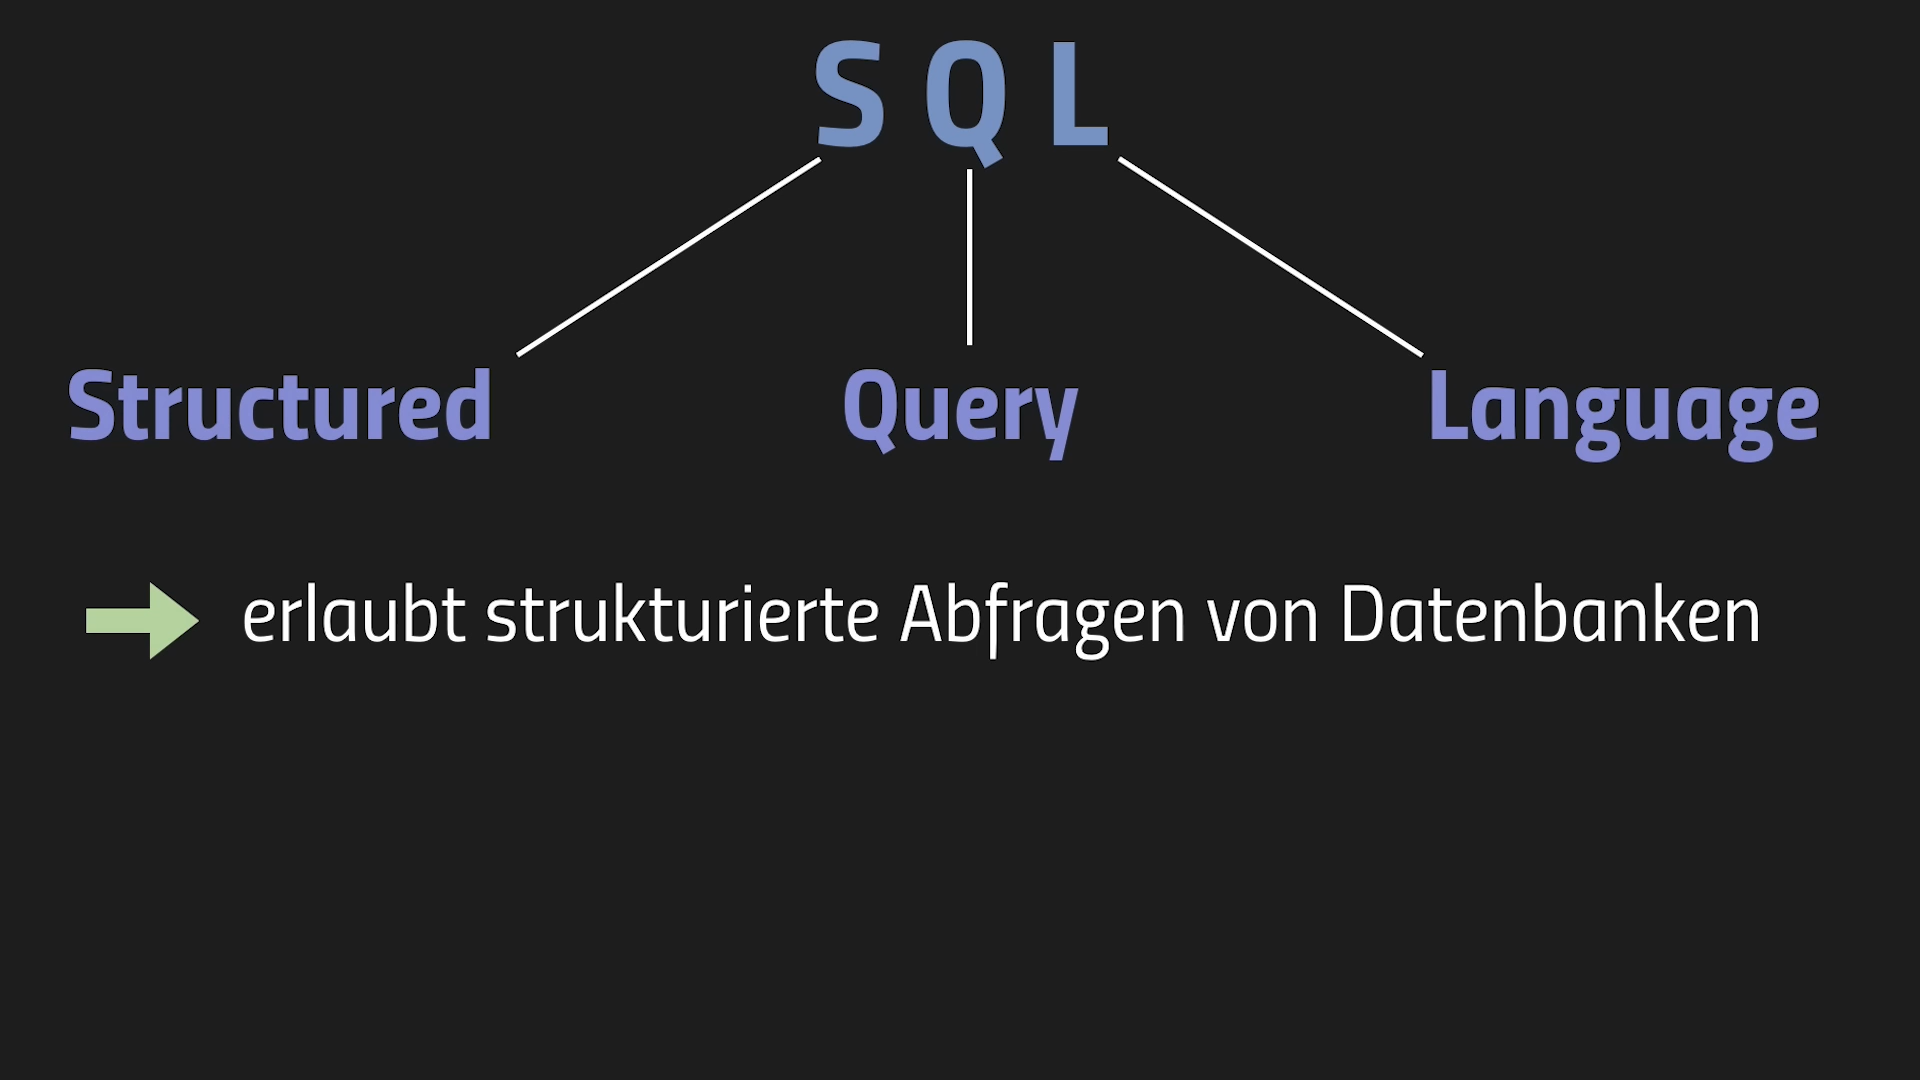 S Q L
Structured Query Language
erlaubt strukturierte Abfragen von Datenbanken